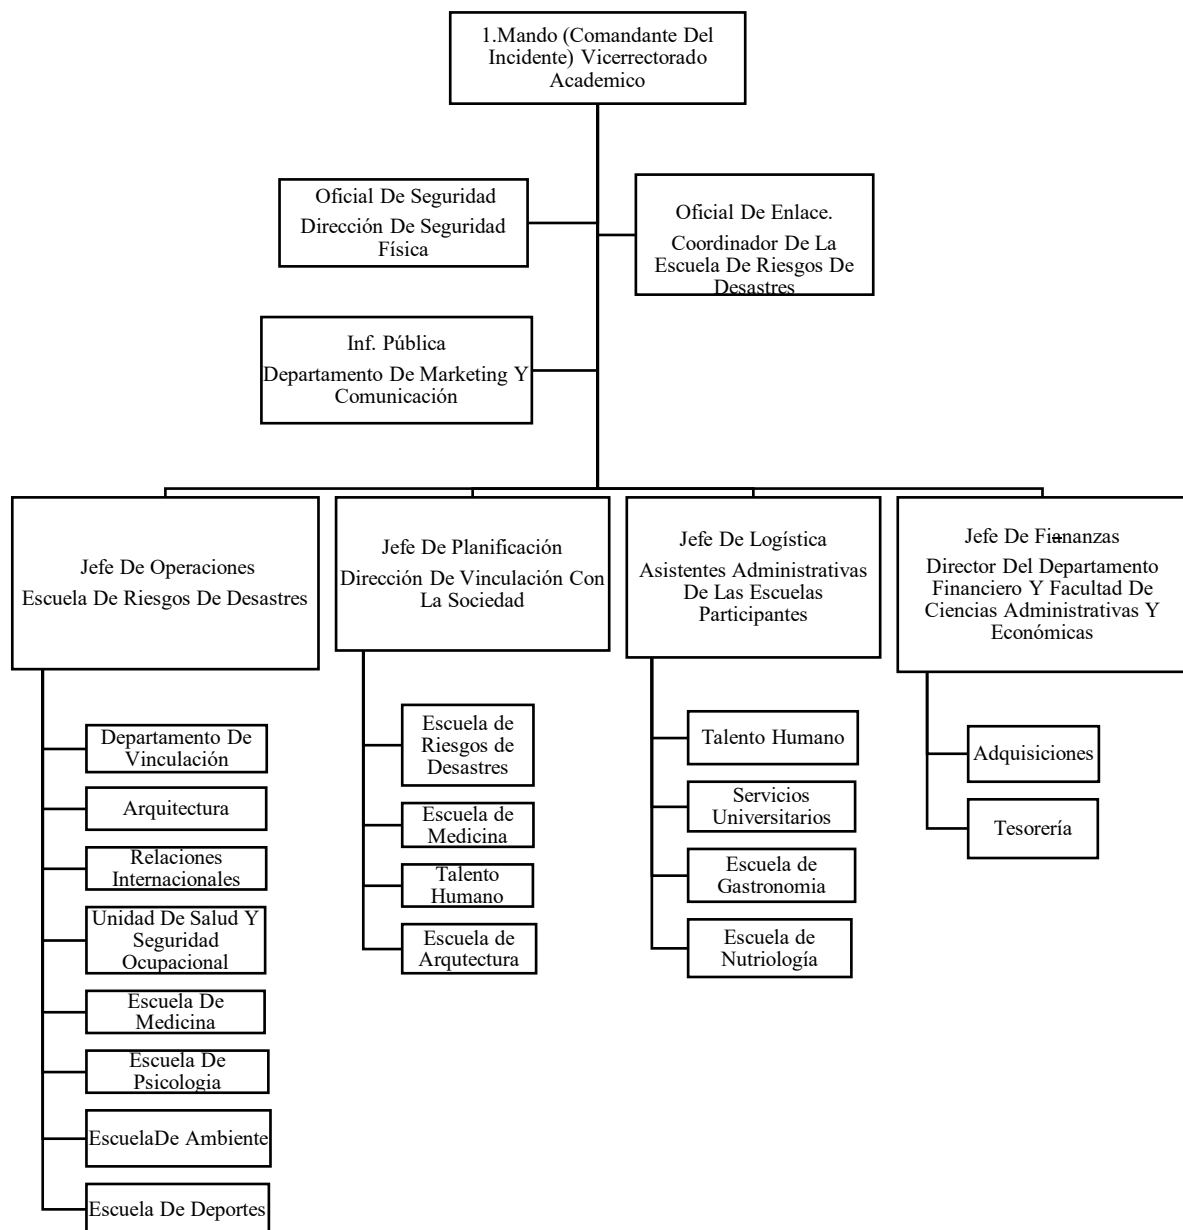 1.Mando (Comandante Del
Incidente) Vicerrectorado
Academico
Oficial De Seguridad
Dirección De Seguridad
Física
Oficial De Enlace.
Coordinador De La
Escuela De Riesgos De
Desastres
Inf. Pública
Departamento De Marketing Y
Comunicación
Jefe De Operaciones
Escuela De Riesgos De Desastres
Departamento De
Vinculación
Arquitectura
Relaciones
Internacionales
Unidad De Salud Y
Seguridad
Ocupacional
Escuela De
Medicina
Escuela De
Psicologia
EscuelaDe Ambiente
Escuela De Deportes
Jefe De Planificación
Dirección De Vinculación Con
La Sociedad
Escuela de
Riesgos de
Desastres
Escuela de
Medicina
Talento
Humano
Escuela de
Arqutectura
Jefe De Logística
Asistentes Administrativas
De Las Escuelas
Participantes
Talento Humano
Servicios
Universitarios
Escuela de
Gastronomia
Escuela de
Nutriología
Jefe De Finanzas
Director Del Departamento
Financiero Y Facultad De
Ciencias Administrativas Y
Económicas
Adquisiciones
Tesorería